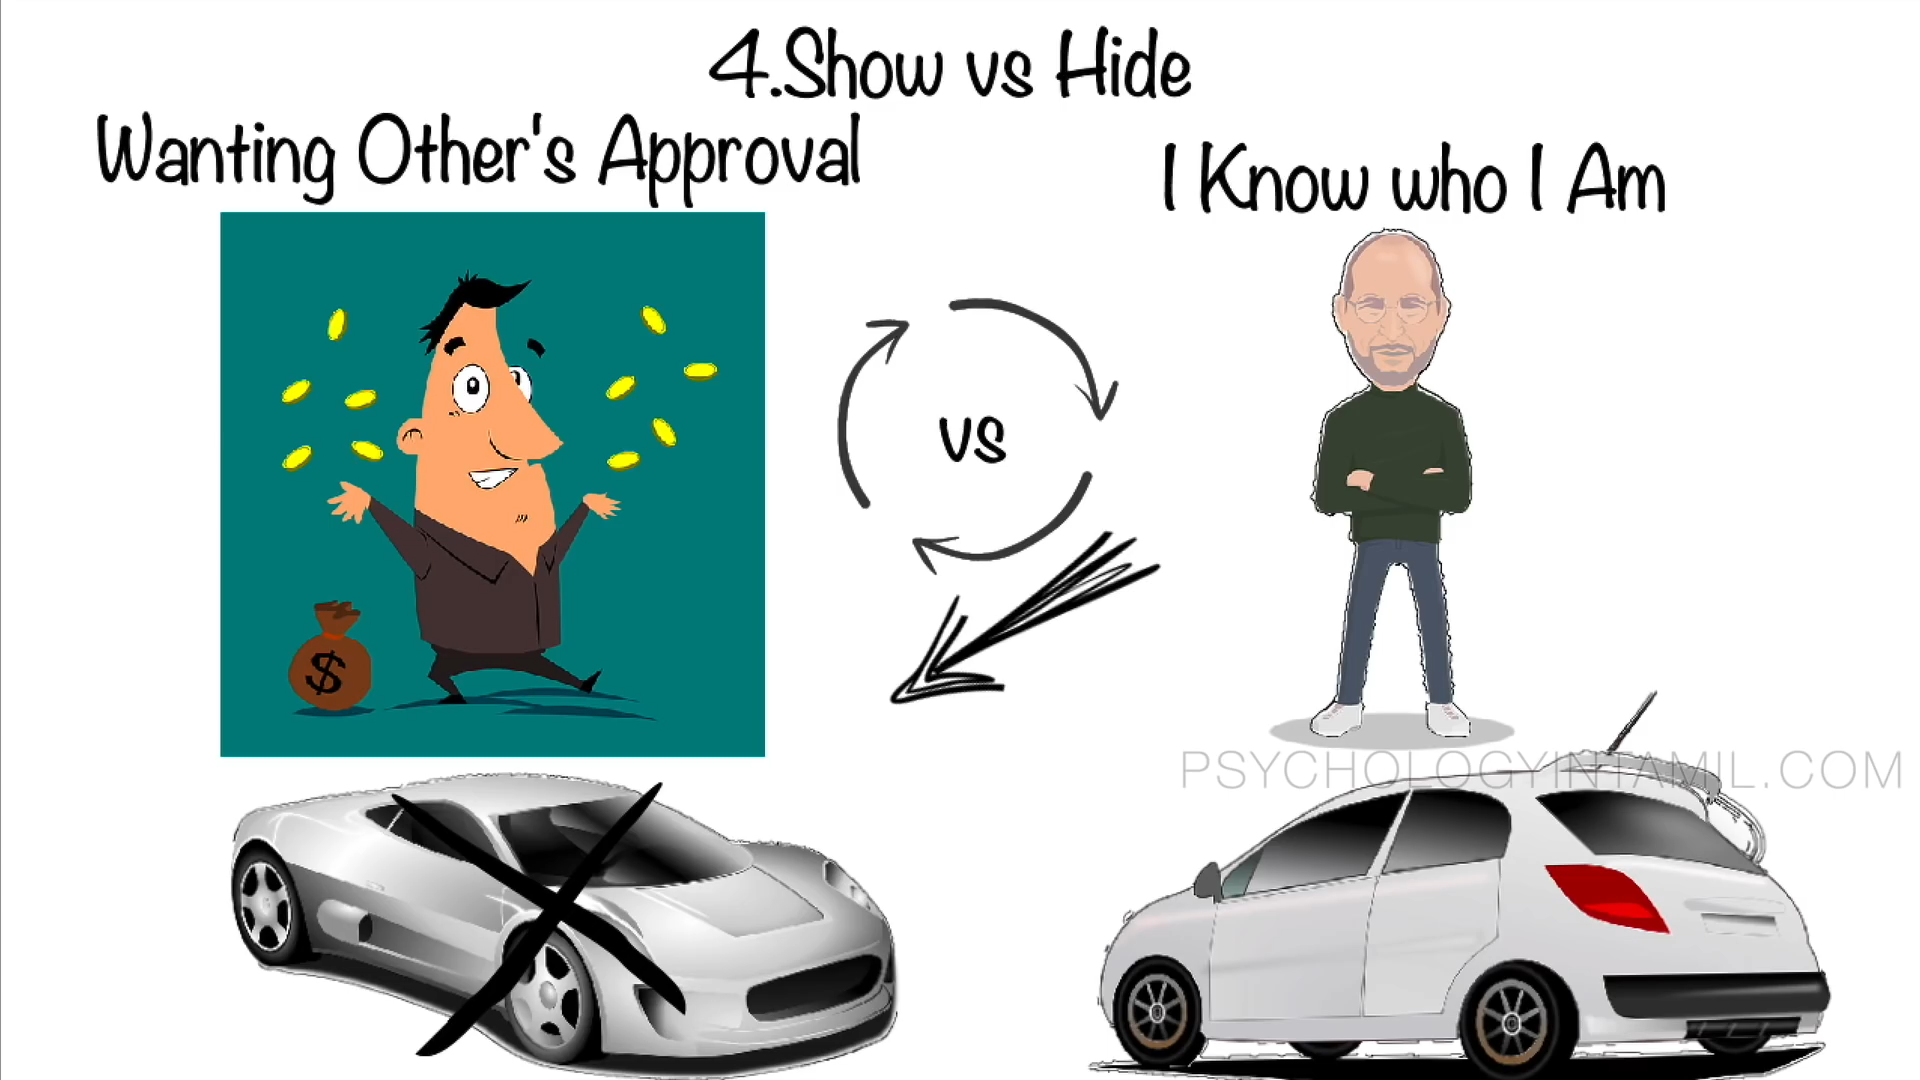 4.Show vs Hide
Wanting Other's Approval
I Know who I Am
vs
$
PSYCHOLOGYINTAMIL.COM